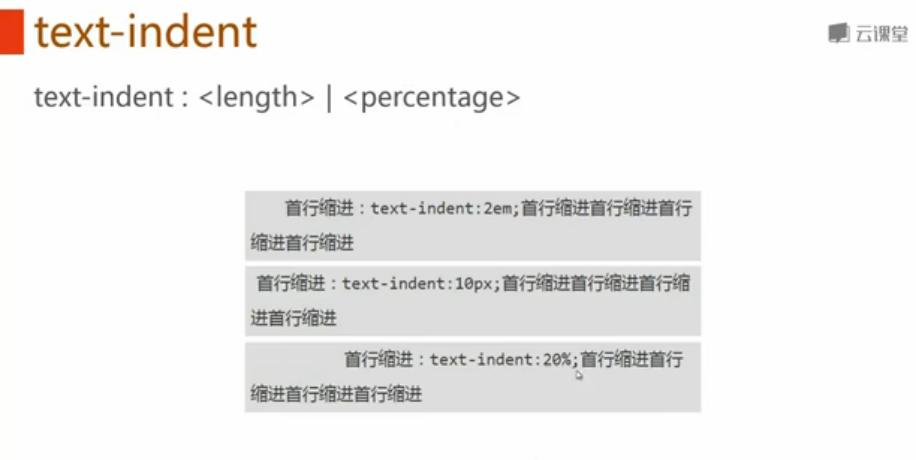 text-indent
云课堂
text-indent : <length> | <percentage>
首行缩进：text-indent:2em;首行缩进首行缩进首行
缩进首行缩进
首行缩进：text-indent:10px;首行缩进首行缩进首行缩
进首行缩进
首行缩进：text-indent:20%;首行缩进首行
缩进首行缩进首行缩进